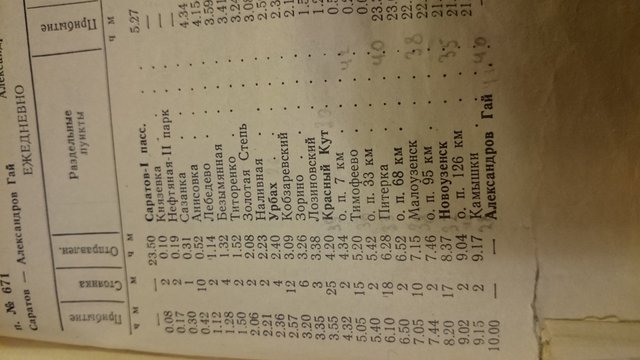 п. № 671
Саратов — Александров Гай
ЕЖЕДНЕВНО
Прибытие Стоянка Отправлен. Раздельные пункты Прибытие
ч м м ч м ч м
— — 23.50 Саратов-I пасс. 5.27
0.08 2 0.10 Князевка
0.17 2 0.19 Нефтяная-II парк
0.30 1 0.31 Сазанка 4.34
0.42 10 0.52 Анисовка
1.12 2 1.14 Лебедево
1.28 4 1.32 Безымянная
1.50 2 1.52 Титоренко
2.06 2 2.08 Золотая Степь
2.21 2 2.23 Наливная
2.36 4 2.40 Урбах
2.57 12 3.09 Кобзаревский
3.20 6 3.26 Зорино
3.35 3 3.38 Лозиновский
3.55 25 4.20 Красный Кут
4.32 2 4.34 о. п. 7 км
5.05 15 5.20 Тимофеево
5.40 2 5.42 о. п. 33 км
6.10 18 6.28 Питерка
6.50 2 6.52 о. п. 68 км
7.05 10 7.15 Малоузенск
7.44 2 7.46 о. п. 95 км
8.20 17 8.37 Новоузенск
9.02 2 9.04 о. п. 126 км
9.15 2 9.17 Камышки
10.00 — — Александров Гай